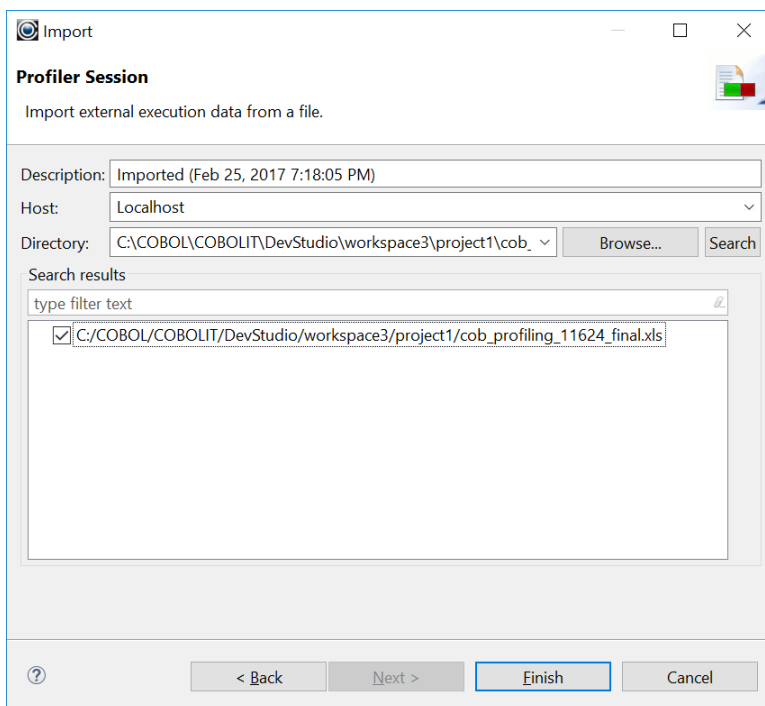 Import
Profiler Session
Import external execution data from a file.
Description: Imported (Feb 25, 2017 7:18:05 PM)
Host: Localhost
Directory: C:\COBOL\COBOLIT\DevStudio\workspace3\project1\cob_ Browse... Search
Search results
type filter text
C:/COBOL/COBOLIT/DevStudio/workspace3/project1/cob_profiling_11624_final.xls
? < Back Next > Finish Cancel